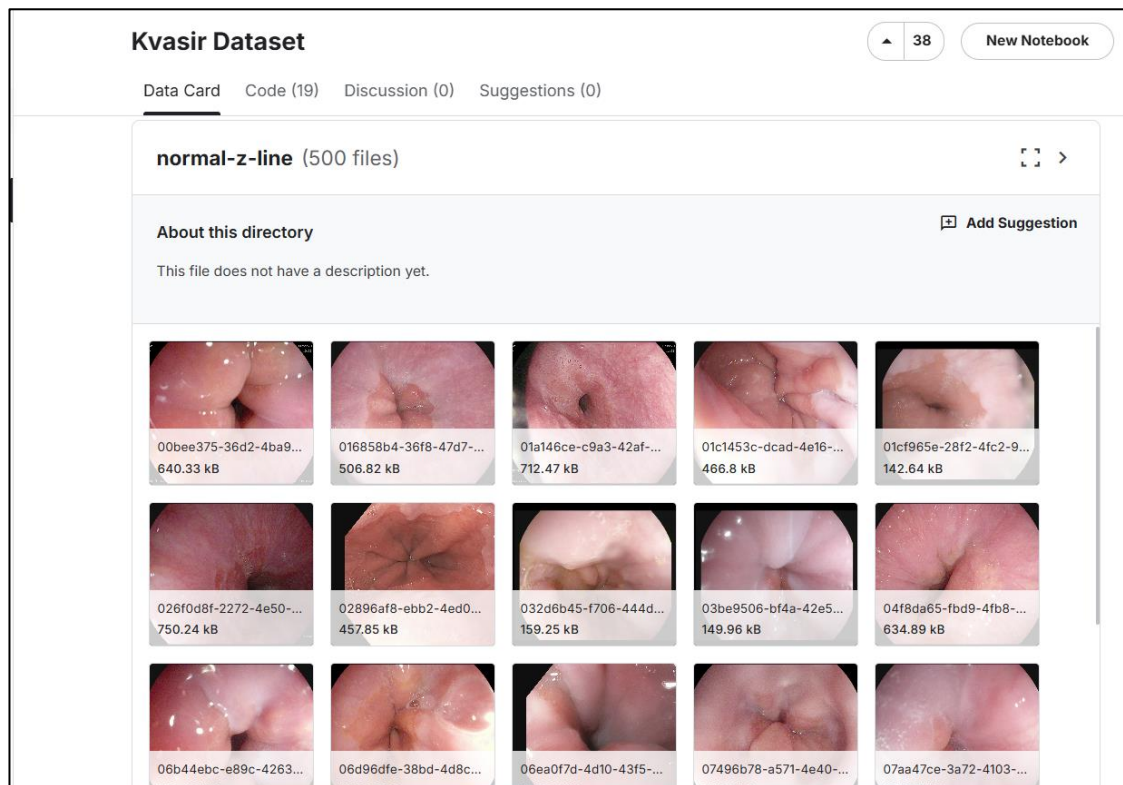 Kvasir Dataset
38
New Notebook
Data Card Code (19) Discussion (0) Suggestions (0)
normal-z-line (500 files)
About this directory
Add Suggestion
This file does not have a description yet.
00bee375-36d2-4ba9... 016858b4-36f8-47d7-... 01a146ce-c9a3-42af-... 01c1453c-dcad-4e16-... 01cf965e-28f2-4fc2-9...
640.33 kB 506.82 kB 712.47 kB 466.8 kB 142.64 kB
026f0d8f-2272-4e50-... 02896af8-ebb2-4ed0... 032d6b45-f706-444d... 03be9506-bf4a-42e5... 04f8da65-fbd9-4fb8-...
750.24 kB 457.85 kB 159.25 kB 149.96 kB 634.89 kB
06b44ebc-e89c-4263... 06d96dfe-38bd-4d8c... 06ea0f7d-4d10-43f5-... 07496b78-a571-4e40-... 07aa47ce-3a72-4103-...